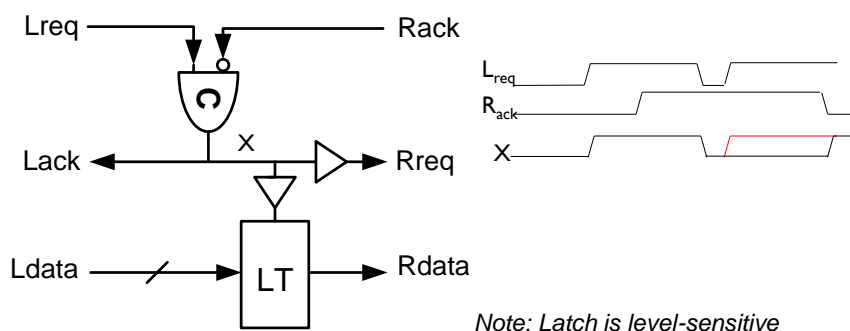 Lreq
Rack
C
X
Lack
Rreq
Ldata
LT
Rdata
Lreq
Rack
X
Note: Latch is level-sensitive